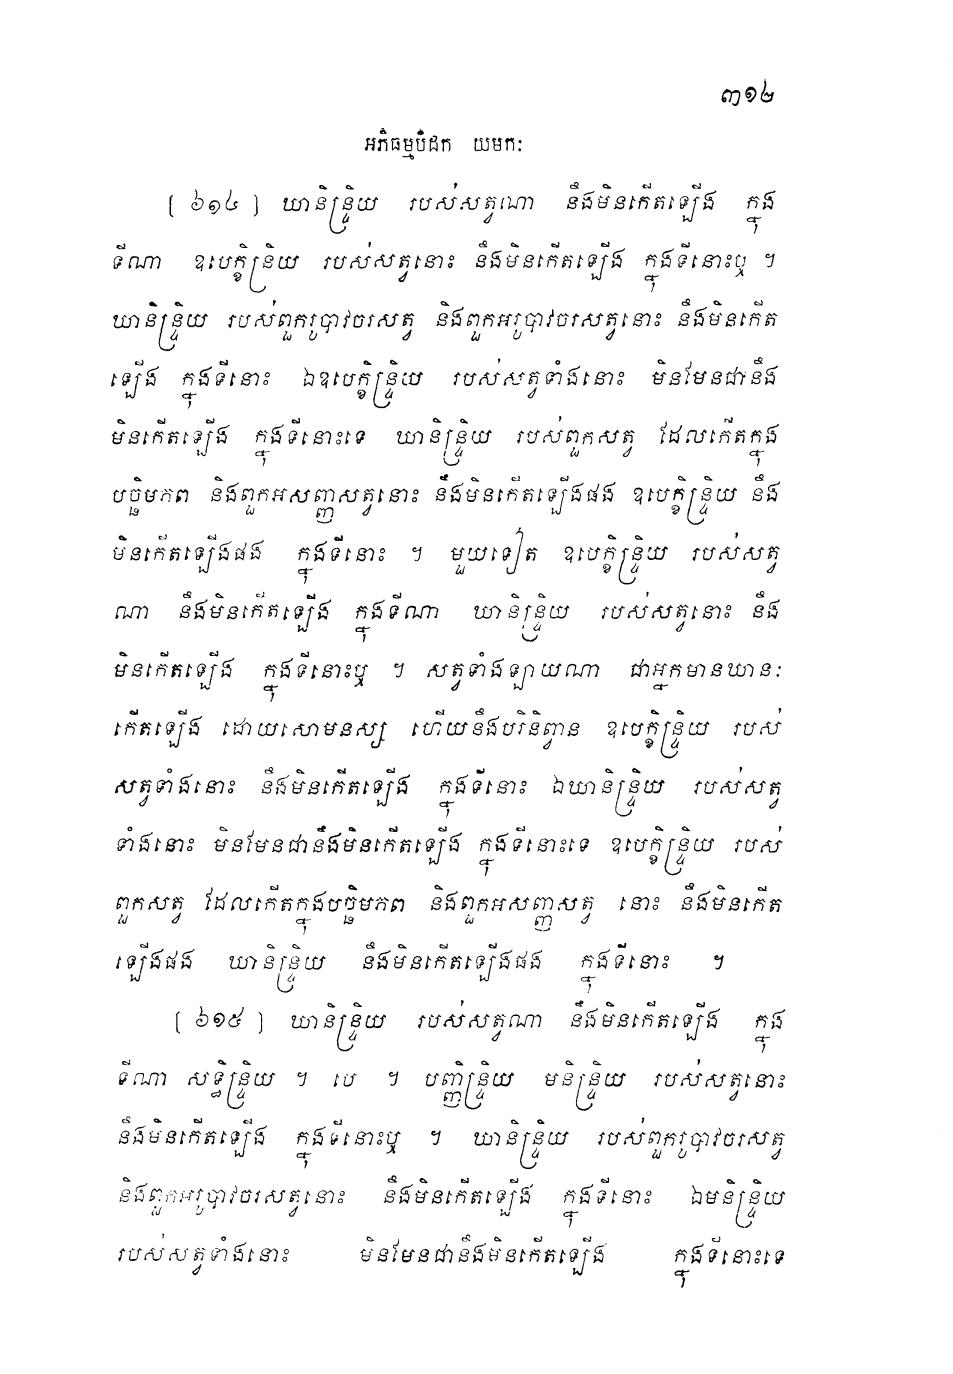 ៣១២
អភិធម្មបិដក យមកៈ
[ ៦១៤ ] ឃានិន្ទ្រិយ របស់សត្វណា នឹងមិនកើតឡើង ក្នុង
ទីណា ឧបេក្ខិន្ទ្រិយ របស់សត្វនោះ នឹងមិនកើតឡើង ក្នុងទីនោះឬ ។
ឃានិន្ទ្រិយ របស់ពួករូបាវចរសត្វ និងពួកអរូបាវចរសត្វនោះ នឹងមិនកើត
ឡើង ក្នុងទីនោះ ឯឧបេក្ខិន្ទ្រិយ របស់សត្វទាំងនោះ មិនមែនជានឹង
មិនកើតឡើង ក្នុងទីនោះទេ ឃានិន្ទ្រិយ របស់ពួកសត្វ ដែលកើតក្នុង
បច្ឆិមភព និងពួកអសញ្ញសត្វនោះ នឹងមិនកើតឡើងផង ឧបេក្ខិន្ទ្រិយ នឹង
មិនកើតឡើងផង ក្នុងទីនោះ ។ មួយទៀត ឧបេក្ខិន្ទ្រិយ របស់សត្វ
ណា នឹងមិនកើតឡើង ក្នុងទីណា ឃានិន្ទ្រិយ របស់សត្វនោះ នឹង
មិនកើតឡើង ក្នុងទីនោះឬ ។ សត្វទាំងឡាយណា ជាអ្នកមានឃានៈ
កើតឡើង ដោយសោមនស្ស ហើយនឹងបរិនិព្វាន ឧបេក្ខិន្ទ្រិយ របស់
សត្វទាំងនោះ នឹងមិនកើតឡើង ក្នុងទីនោះ ឯឃានិន្ទ្រិយ របស់សត្វ
ទាំងនោះ មិនមែនជានឹងមិនកើតឡើង ក្នុងទីនោះទេ ឧបេក្ខិន្ទ្រិយ របស់
ពួកសត្វ ដែលកើតក្នុងបច្ឆិមភព និងពួកអសញ្ញសត្វ នោះ នឹងមិនកើត
ឡើងផង ឃានិន្ទ្រិយ នឹងមិនកើតឡើងផង ក្នុងទីនោះ ។
[ ៦១៥ ] ឃានិន្ទ្រិយ របស់សត្វណា នឹងមិនកើតឡើង ក្នុង
ទីណា សទ្ធិន្ទ្រិយ ។ បេ ។ បញ្ញិន្ទ្រិយ មនិន្ទ្រិយ របស់សត្វនោះ
នឹងមិនកើតឡើង ក្នុងទីនោះឬ ។ ឃានិន្ទ្រិយ របស់ពួករូបាវចរសត្វ
និងពួកអរូបាវចរសត្វនោះ នឹងមិនកើតឡើង ក្នុងទីនោះ ឯមនិន្ទ្រិយ
របស់សត្វទាំងនោះ មិនមែនជានឹងមិនកើតឡើង ក្នុងទីនោះទេ